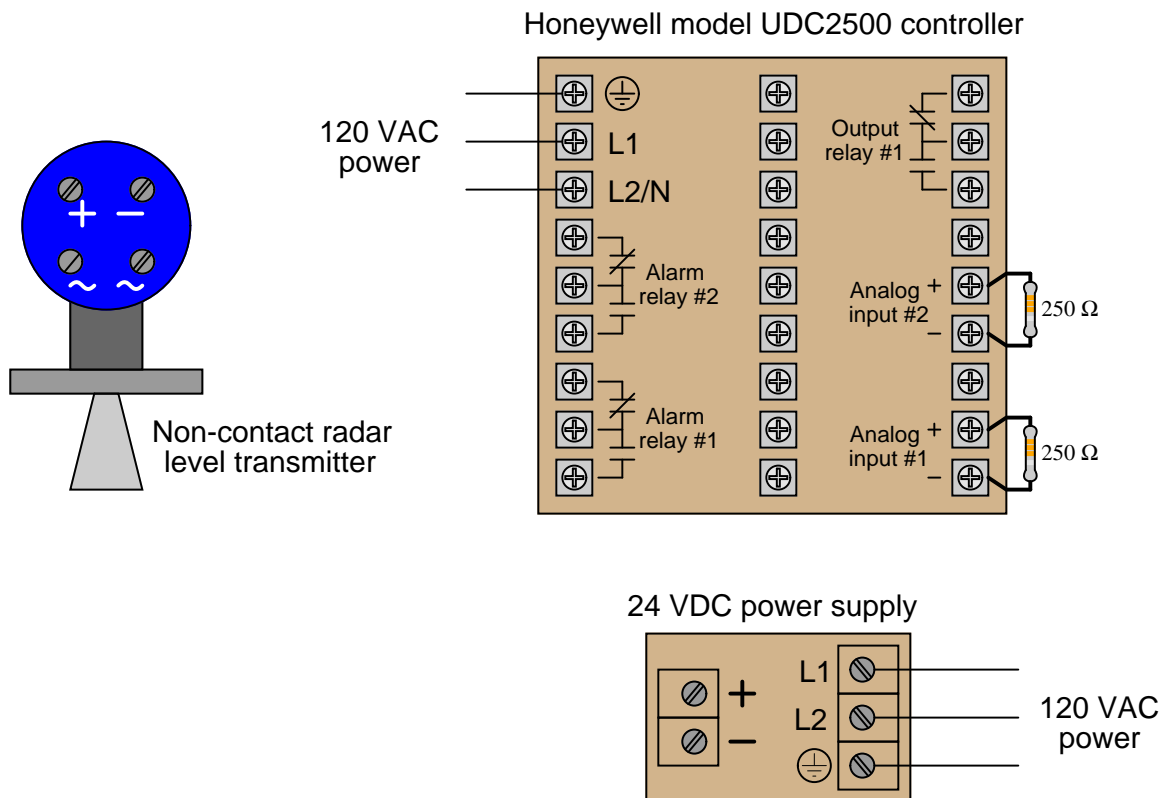 Honeywell model UDC2500 controller
120 VAC
power
L1
L2/N
Output
relay #1
+ −
~ ~
Alarm
relay #2
Analog
input #2
+
−
250 Ω
Non-contact radar
level transmitter
Alarm
relay #1
Analog
input #1
+
−
250 Ω
24 VDC power supply
+
−
L1
L2
120 VAC
power